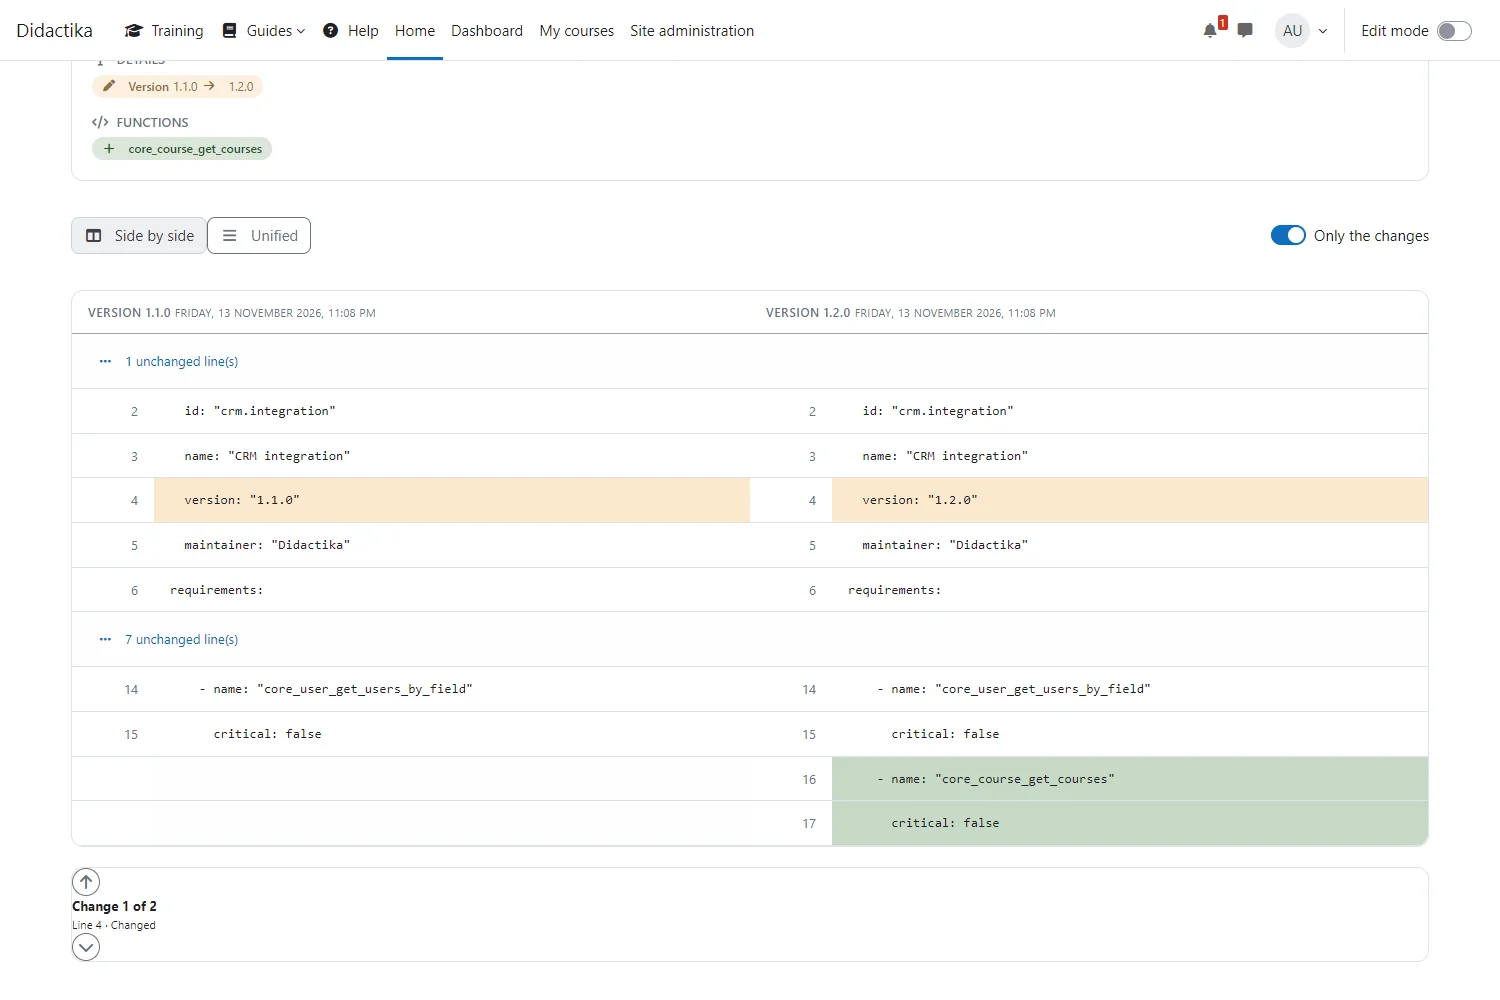 Didactika Training Guides Help Home Dashboard My courses Site administration 1 AU Edit mode
DETAILS
Version 1.1.0 → 1.2.0
</> FUNCTIONS
+ core_course_get_courses
Side by side Unified Only the changes
VERSION 1.1.0 FRIDAY, 13 NOVEMBER 2026, 11:08 PM VERSION 1.2.0 FRIDAY, 13 NOVEMBER 2026, 11:08 PM
••• 1 unchanged line(s)
2 id: "crm.integration" 2 id: "crm.integration"
3 name: "CRM integration" 3 name: "CRM integration"
4 version: "1.1.0" 4 version: "1.2.0"
5 maintainer: "Didactika" 5 maintainer: "Didactika"
6 requirements: 6 requirements:
••• 7 unchanged line(s)
14 - name: "core_user_get_users_by_field" 14 - name: "core_user_get_users_by_field"
15 critical: false 15 critical: false
16 - name: "core_course_get_courses"
17 critical: false
Change 1 of 2
Line 4 · Changed